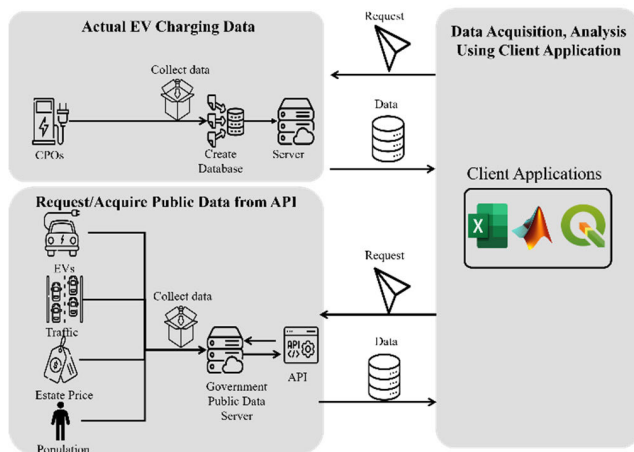 Actual EV Charging Data
Collect data
CPOs
Create
Database
Server
Request/Acquire Public Data from API
EVs
Traffic
Estate Price
Population
Collect data
Government
Public Data
Server
API
API
Request
Data
Request
Data
Data Acquisition, Analysis
Using Client Application
Client Applications
X